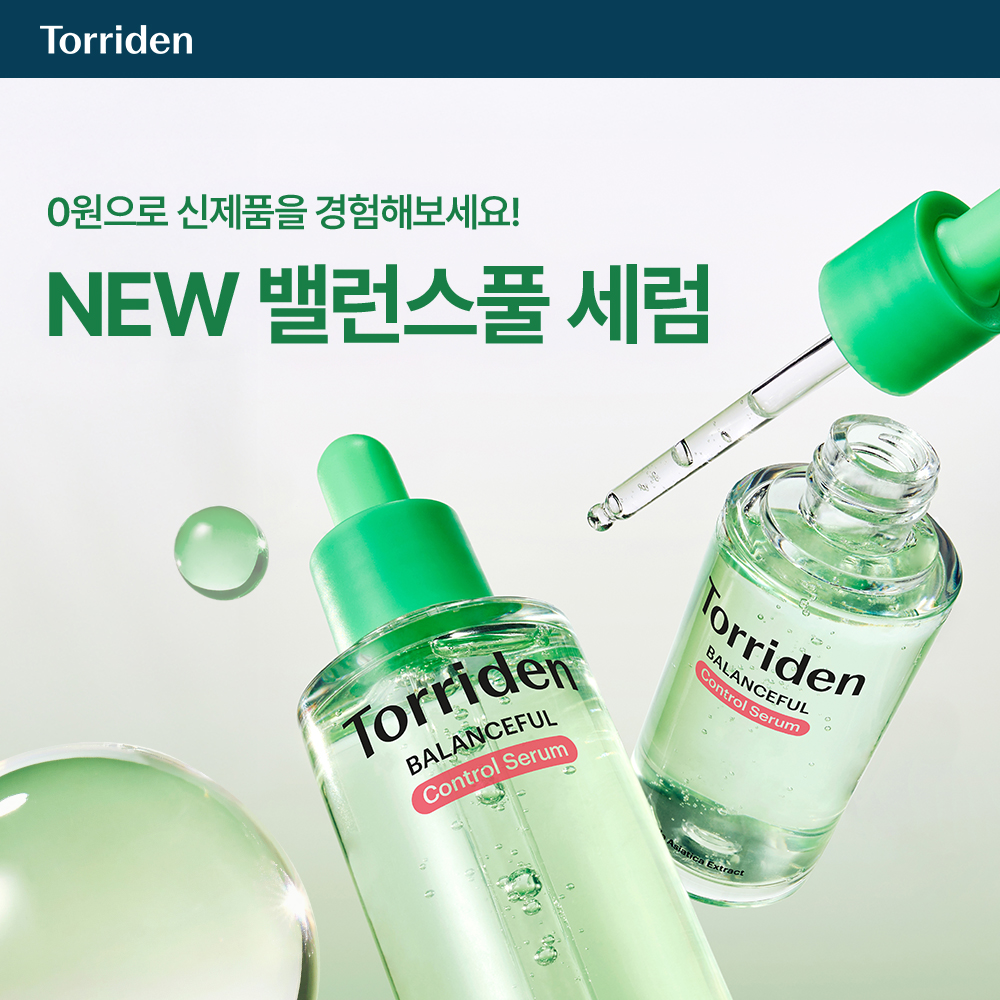 Torriden
0원으로 신제품을 경험해보세요!
NEW 밸런스풀 세럼
Torriden
BALANCEFUL
Control Serum
Torriden
BALANCEFUL
Control Serum
Asiatica Extract